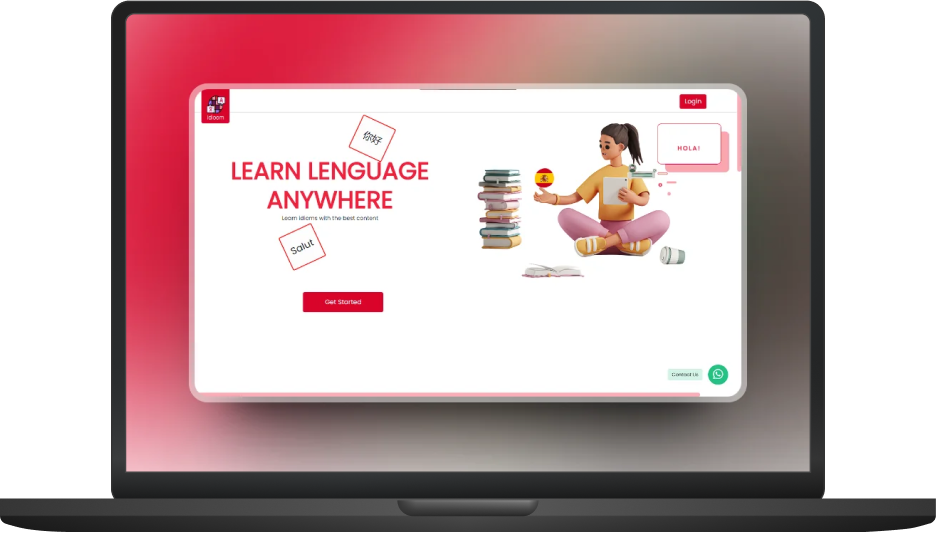 Idiom
Login
你好
HOLA!
LEARN LENGUAGE
ANYWHERE
Learn idioms with the best content
Salut
Get Started
Contact Us